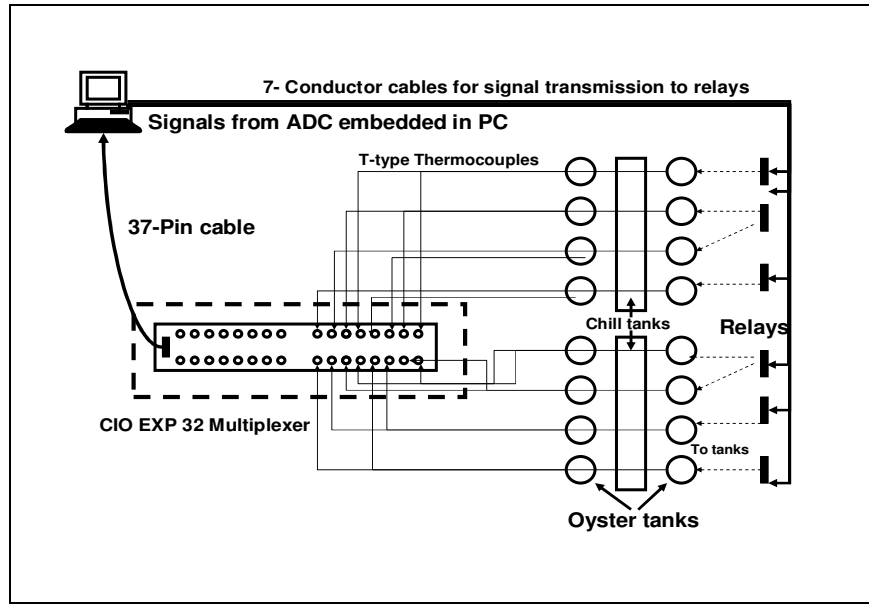 7- Conductor cables for signal transmission to relays
Signals from ADC embedded in PC
T-type Thermocouples
37-Pin cable
Chill tanks
Relays
CIO EXP 32 Multiplexer
To tanks
Oyster tanks